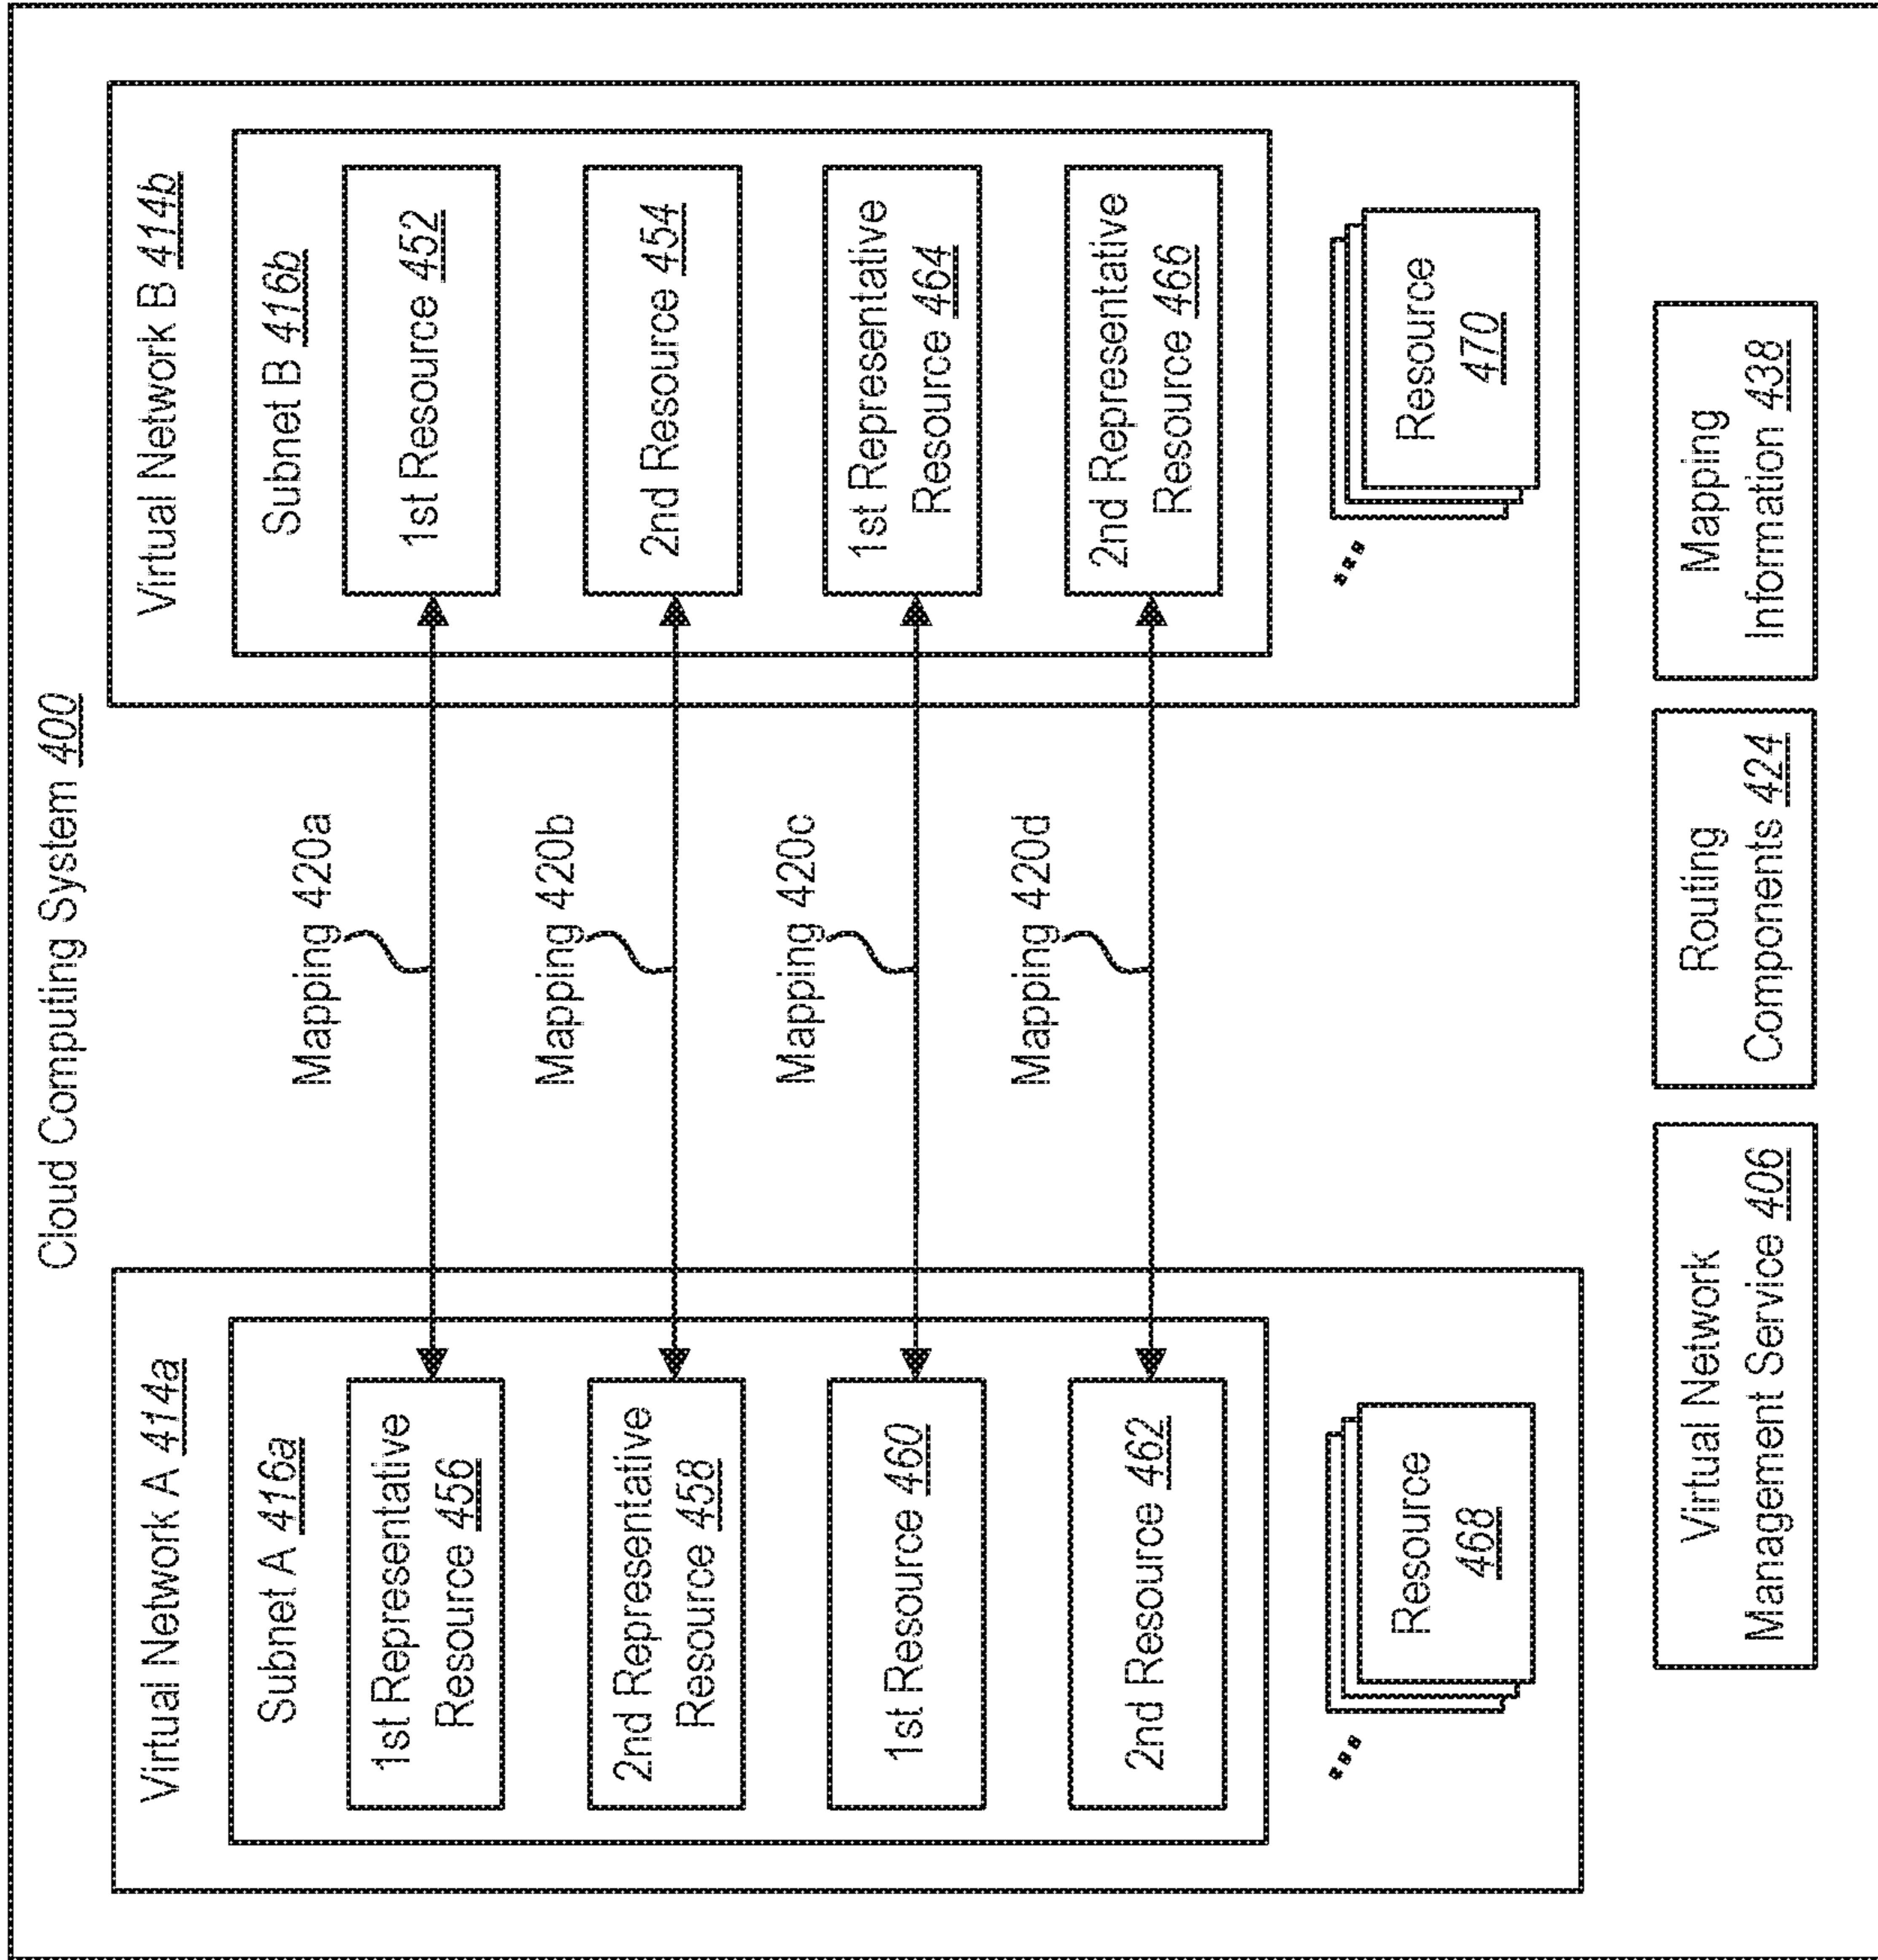 Cloud Computing System 400
Virtual Network A 414a
Subnet A 416a
1st Representative
Resource 456
2nd Representative
Resource 458
1st Resource 460
2nd Resource 462
Resource
468
Mapping 420a
Mapping 420b
Mapping 420c
Mapping 420d
Virtual Network B 414b
Subnet B 416b
1st Resource 452
2nd Resource 454
1st Representative
Resource 464
2nd Representative
Resource 466
Resource
470
Virtual Network
Management Service 406
Routing
Components 424
Mapping
Information 438